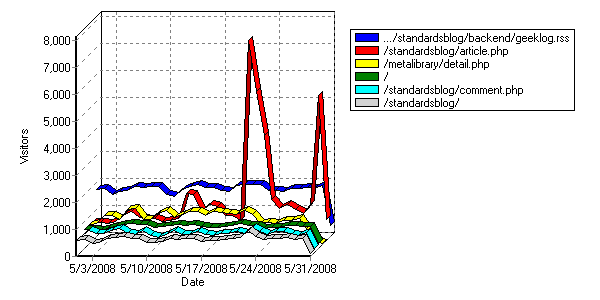 8,000
7,000
6,000
5,000
4,000
3,000
2,000
1,000
0
Visitors
5/3/2008 5/10/2008 5/17/2008 5/24/2008 5/31/2008
Date
.../standardsblog/backend/geeklog.rss
/standardsblog/article.php
/metalibrary/detail.php
/
/standardsblog/comment.php
/standardsblog/